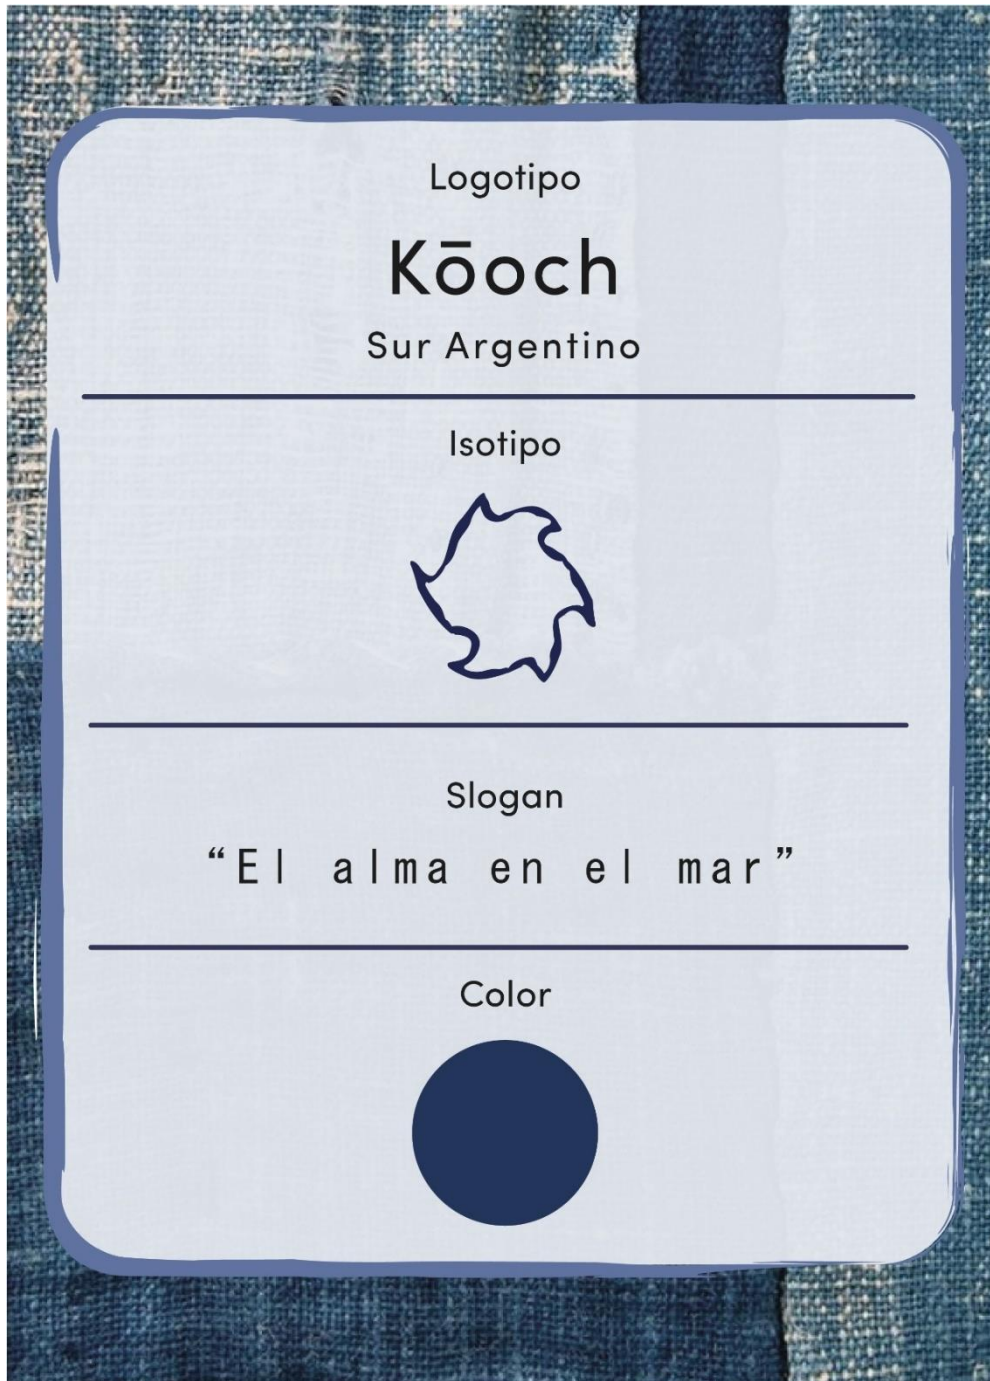 Logotipo
Kōoch
Sur Argentino
Isotipo
Slogan
“El alma en el mar”
Color